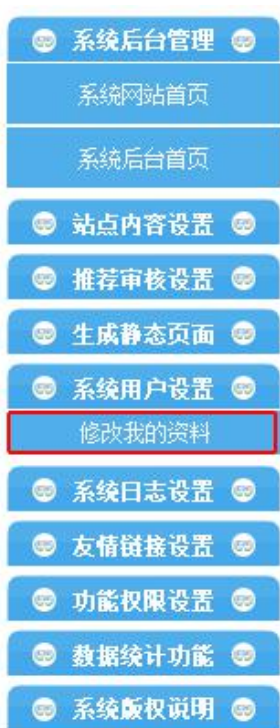 系统后台管理
系统网站首页
系统后台首页
站点内容设置
推荐审核设置
生成静态页面
系统用户设置
修改我的资料
系统日志设置
友情链接设置
功能权限设置
数据统计功能
系统版权说明